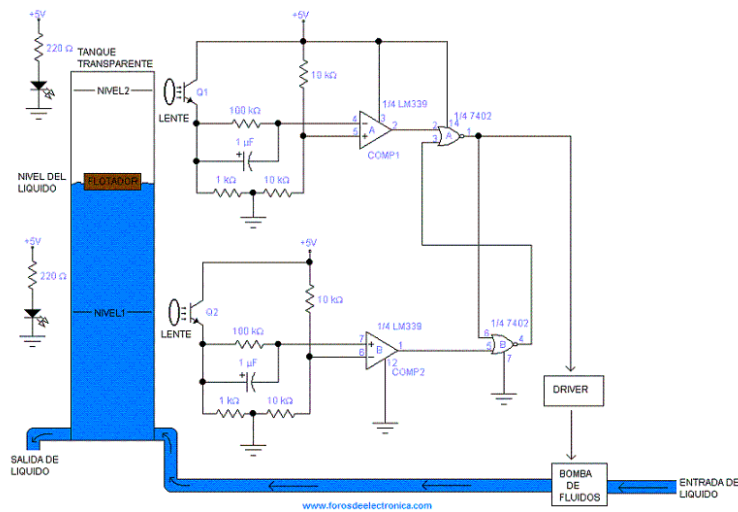 +5V
220 Ω
TANQUE
TRANSPARENTE
NIVEL2
LENTE
Q1
+5V
10 kΩ
100 kΩ
1 µF
+
1 kΩ
10 kΩ
1/4 LM339
4
5
−
+
A
3
2
COMP1
1/4 7402
14
2
3
A
1
NIVEL DEL
LIQUIDO
FLOTADOR
+5V
220 Ω
NIVEL1
LENTE
Q2
+5V
10 kΩ
100 kΩ
1 µF
+
1 kΩ
10 kΩ
1/4 LM339
7
6
+
−
B
12
1
COMP2
1/4 7402
6
5
B
4
7
DRIVER
SALIDA DE
LIQUIDO
BOMBA
DE
FLUIDOS
ENTRADA DE
LIQUIDO
www.forosdeelectronica.com